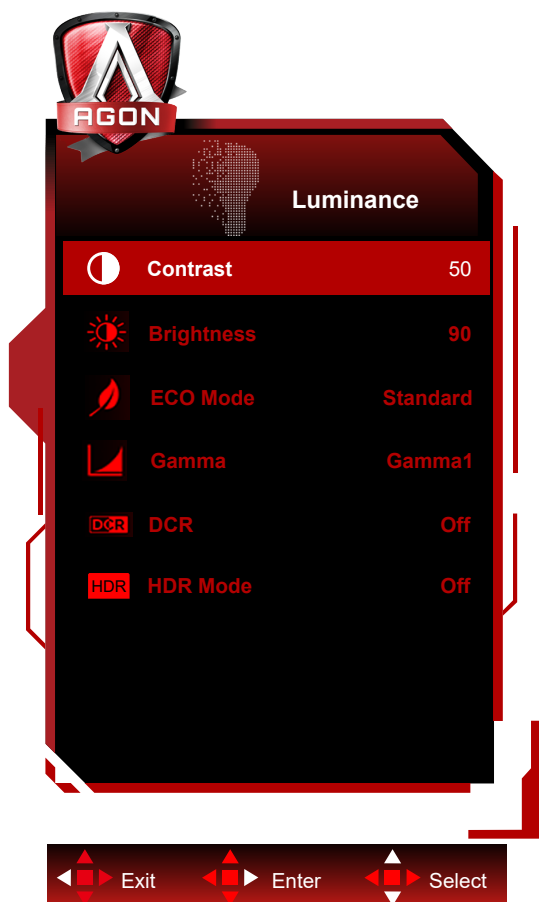 AGON
Luminance
Contrast 50
Brightness 90
ECO Mode Standard
Gamma Gamma1
DCR DCR Off
HDR HDR Mode Off
Exit Enter Select